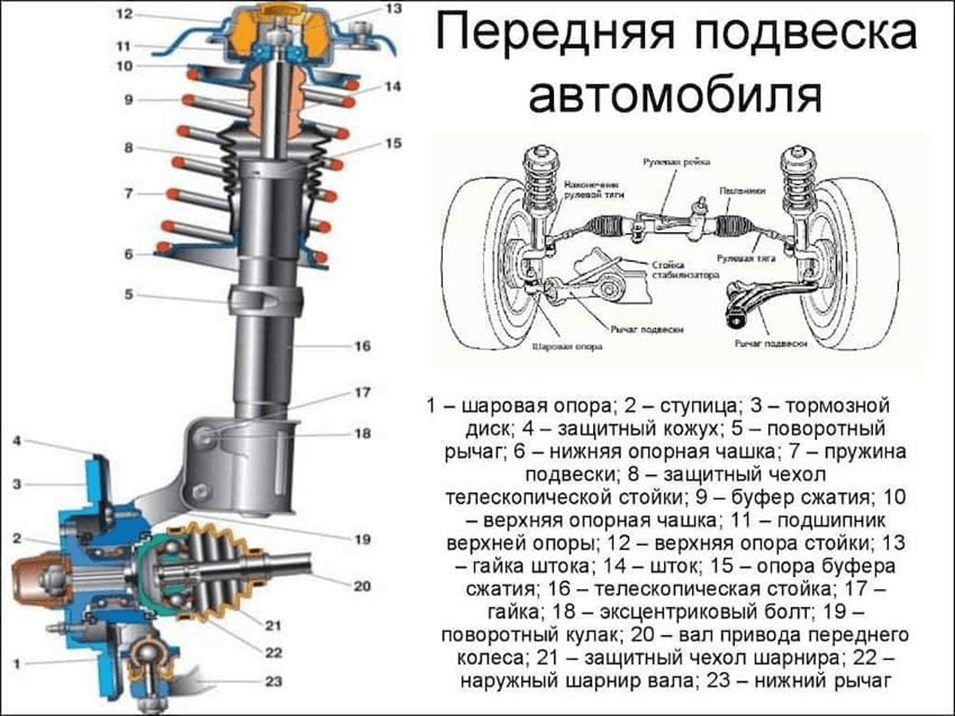 Передняя подвеска
автомобиля
12
13
11
10
9
14
8
15
7
6
5
16
17
18
4
3
2
19
20
21
22
1
23
Рулевая рейка
Наконечник
рулевой тяги
Пыльники
Рулевая тяга
Стойка
стабилизатора
Рычаг подвески
Шаровая опора
Рычаг подвески
1 – шаровая опора; 2 – ступица; 3 – тормозной
диск; 4 – защитный кожух; 5 – поворотный
рычаг; 6 – нижняя опорная чашка; 7 – пружина
подвески; 8 – защитный чехол
телескопической стойки; 9 – буфер сжатия; 10
– верхняя опорная чашка; 11 – подшипник
верхней опоры; 12 – верхняя опора стойки; 13
– гайка штока; 14 – шток; 15 – опора буфера
сжатия; 16 – телескопическая стойка; 17 –
гайка; 18 – эксцентриковый болт; 19 –
поворотный кулак; 20 – вал привода переднего
колеса; 21 – защитный чехол шарнира; 22 –
наружный шарнир вала; 23 – нижний рычаг